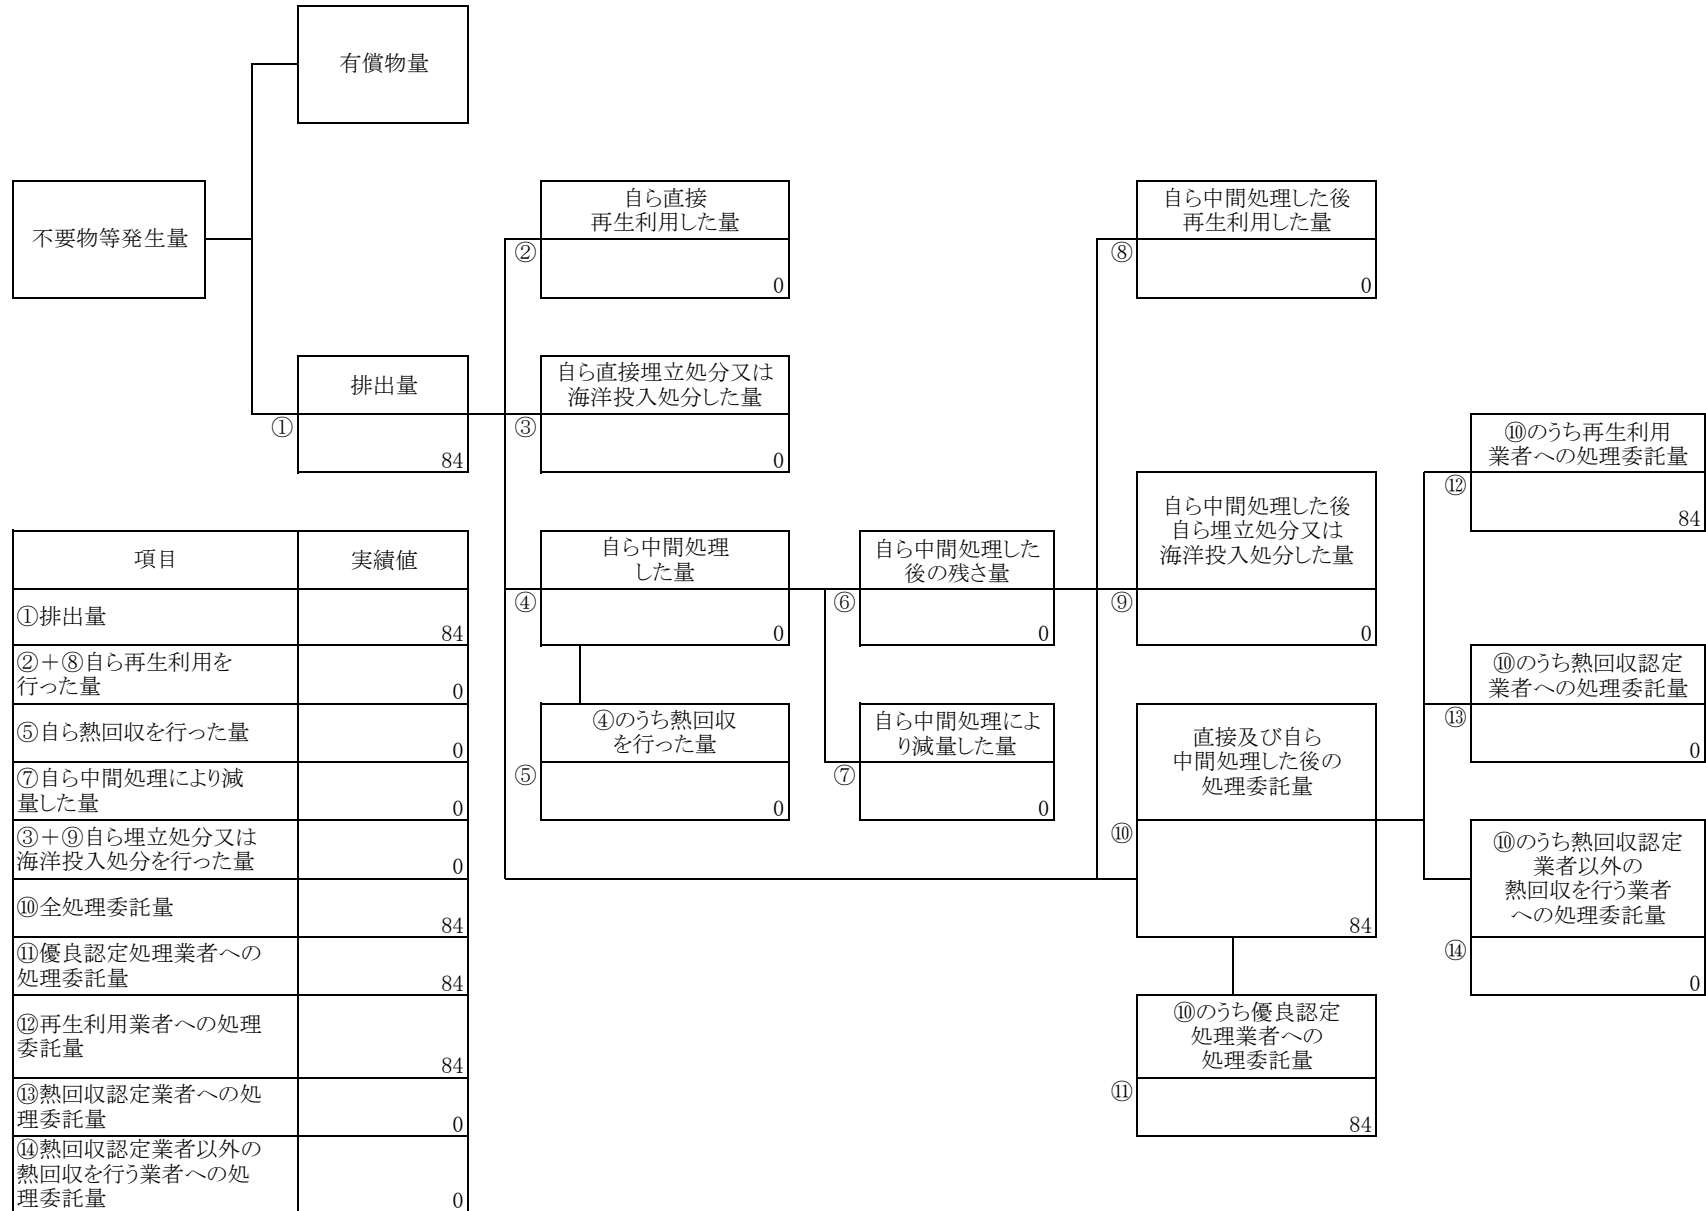 有償物量
不要物等発生量
排出量
①
84
自ら直接
再生利用した量
②
0
自ら直接埋立処分又は
海洋投入処分した量
③
0
自ら中間処理
した量
④
0
④のうち熱回収
を行った量
⑤
0
自ら中間処理した
後の残さ量
⑥
0
自ら中間処理によ
り減量した量
⑦
0
自ら中間処理した後
再生利用した量
⑧
0
自ら中間処理した後
自ら埋立処分又は
海洋投入処分した量
⑨
0
直接及び自ら
中間処理した後の
処理委託量
⑩
84
⑩のうち優良認定
処理業者への
処理委託量
⑪
84
⑩のうち再生利用
業者への処理委託量
⑫
84
⑩のうち熱回収認定
業者への処理委託量
⑬
0
⑩のうち熱回収認定
業者以外の
熱回収を行う業者
への処理委託量
⑭
0
項目 実績値
①排出量 84
②+⑧自ら再生利用を
行った量 0
⑤自ら熱回収を行った量 0
⑦自ら中間処理により減
量した量 0
③+⑨自ら埋立処分又は
海洋投入処分を行った量 0
⑩全処理委託量 84
⑪優良認定処理業者への
処理委託量 84
⑫再生利用業者への処理
委託量 84
⑬熱回収認定業者への処
理委託量 0
⑭熱回収認定業者以外の
熱回収を行う業者への処
理委託量 0